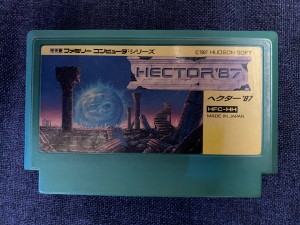 ファミリー コンピュータ・シリーズ
©1987 HUDSON SOFT
HECTOR '87
ヘクター'87
HFC-HH
MADE IN JAPAN